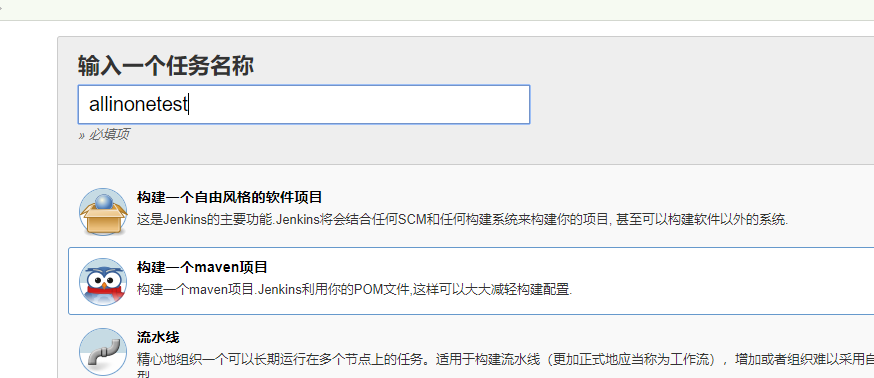 输入一个任务名称
allinonetest
» 必填项
构建一个自由风格的软件项目
这是Jenkins的主要功能.Jenkins将会结合任何SCM和任何构建系统来构建你的项目, 甚至可以构建软件以外的系统.
构建一个maven项目
构建一个maven项目.Jenkins利用你的POM文件,这样可以大大减轻构建配置.
流水线
精心地组织一个可以长期运行在多个节点上的任务。适用于构建流水线（更加正式地应当称为工作流），增加或者组织难以采用自
型